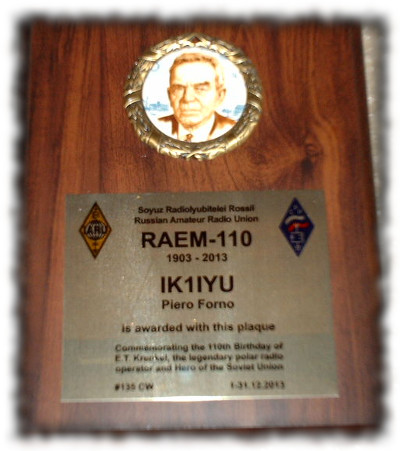 Soyuz Radiolyubitelei Rossii
Russian Amateur Radio Union
IARU
RAEM-110
1903 - 2013
IK1IYU
Piero Forno
is awarded with this plaque
Commemorating the 110th Birthday of
E.T. Krenkel, the legendary polar radio
operator and Hero of the Soviet Union
#135 CW 1-31.12.2013